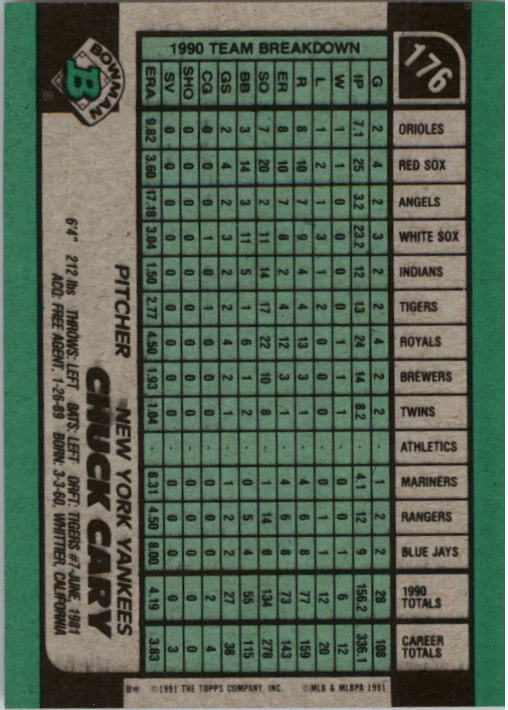 176
BOWMAN
B
®
CHUCK CARY
PITCHER NEW YORK YANKEES
6'4" 212 lbs THROWS: LEFT BATS: LEFT DRAFT: TIGERS #7-JUNE, 1981
ACQ: FREE AGENT, 1-26-89 BORN: 3-3-60, WHITTIER, CALIFORNIA
1990 TEAM BREAKDOWN
G W L R ER SO BB GS CG SHO SV ERA IP
ORIOLES 2 7.1 1 1 8 8 7 3 2 0 0 0 9.82
RED SOX 4 25 1 2 10 10 20 14 4 0 0 0 3.60
ANGELS 2 3.2 0 1 7 7 2 3 2 0 0 0 17.18
WHITE SOX 3 23.2 0 3 9 8 11 11 3 1 0 0 3.04
INDIANS 2 12 0 1 4 2 14 5 2 0 0 0 1.50
TIGERS 2 13 0 2 4 4 17 1 2 1 0 0 2.77
ROYALS 4 24 1 0 13 12 22 6 4 0 0 0 4.50
BREWERS 2 14 1 0 3 3 10 1 2 0 0 0 1.93
TWINS 2 8.2 1 0 1 1 8 2 1 0 0 0 1.04
ATHLETICS - - - - - - - - - - - - -
MARINERS 1 4.1 0 0 4 4 1 0 1 0 0 0 8.31
RANGERS 2 12 0 1 6 6 14 5 2 0 0 0 4.50
BLUE JAYS 2 9 1 1 8 8 8 4 2 0 0 0 8.00
1990 TOTALS 28 156.2 6 12 77 73 134 55 27 2 0 0 4.19
CAREER TOTALS 108 336.1 12 20 159 143 278 115 38 4 0 3 3.83
B* ©1991 THE TOPPS COMPANY, INC. ©MLB & MLBPA 1991